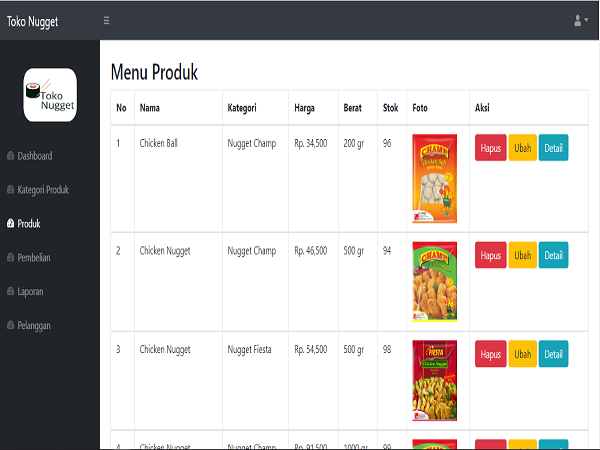 Toko Nugget
Toko
Nugget
Dashboard
Kategori Produk
Produk
Pembelian
Laporan
Pelanggan
Menu Produk
No Nama Kategori Harga Berat Stok Foto Aksi
1 Chicken Ball Nugget Champ Rp. 34,500 200 gr 96 Hapus Ubah Detail
CHAMP
Chicken Ball
2 Chicken Nugget Nugget Champ Rp. 46,500 500 gr 94 Hapus Ubah Detail
CHAMP
3 Chicken Nugget Nugget Fiesta Rp. 54,500 500 gr 98 Hapus Ubah Detail
FIESTA
Chicken Nugget
4 Chicken Nugget Nugget Champ Rp. 91,500 1000 gr 99